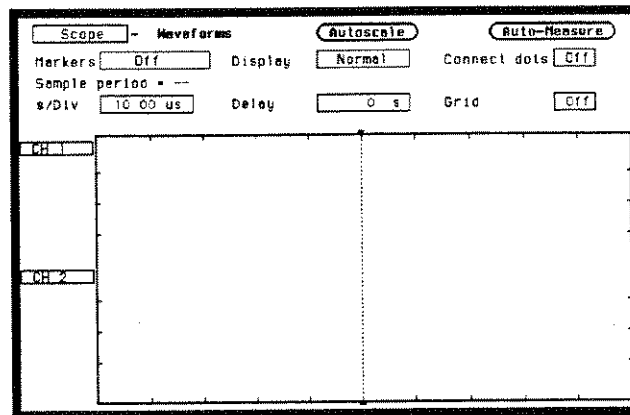 Scope - Waveforms Autoscale Auto-Measure
Markers Off Display Normal Connect dots Off
Sample period = --
s/Div 10.00 us Delay 0 s Grid Off
CH 1
CH 2